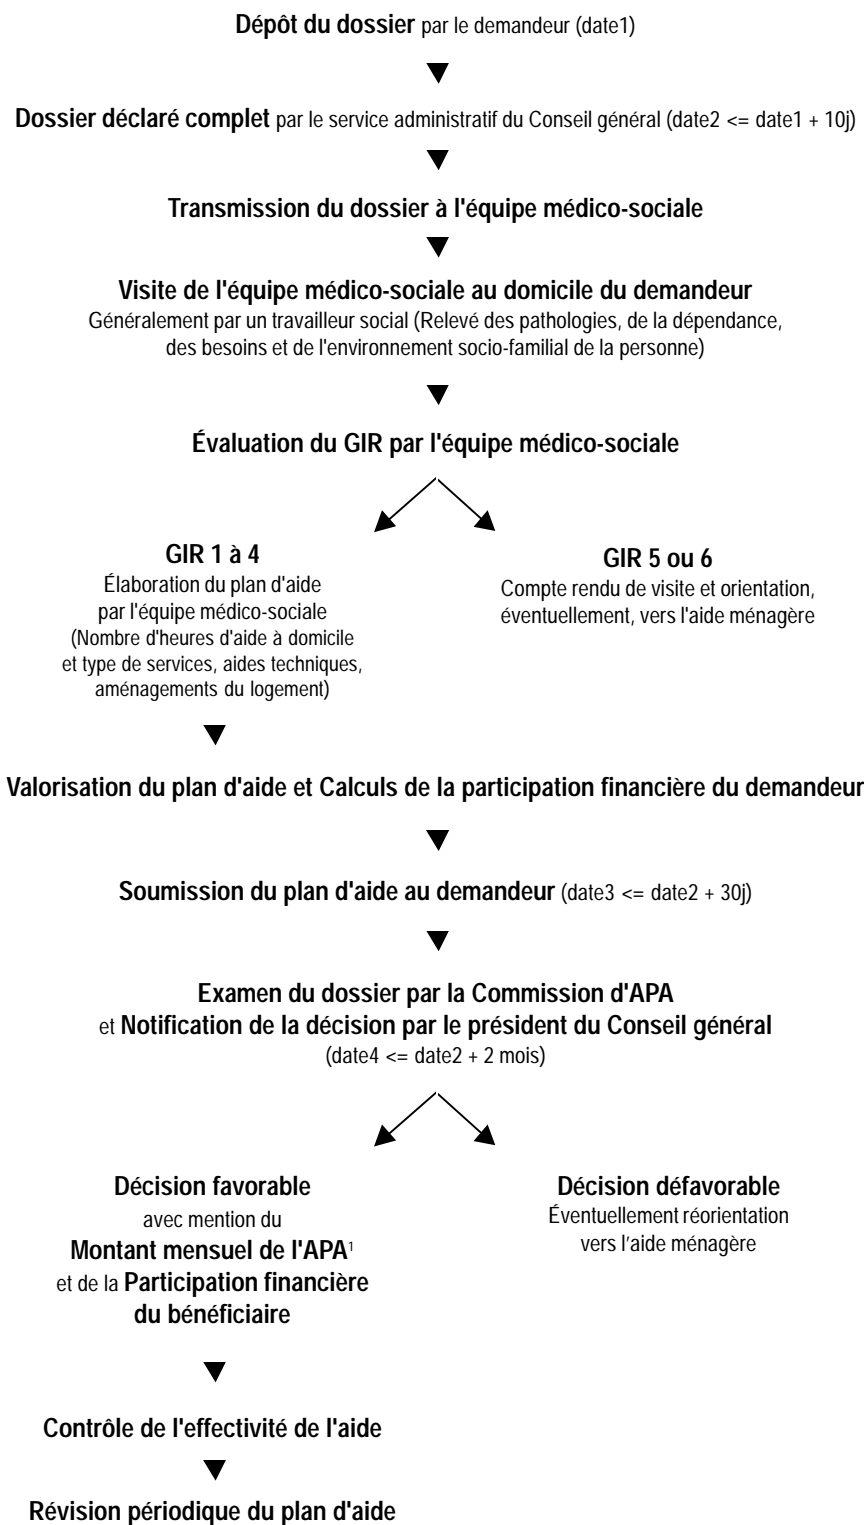 Dépôt du dossier par le demandeur (date1)
Dossier déclaré complet par le service administratif du Conseil général (date2 <= date1 + 10j)
Transmission du dossier à l'équipe médico-sociale
Visite de l'équipe médico-sociale au domicile du demandeur
Généralement par un travailleur social (Relevé des pathologies, de la dépendance,
des besoins et de l'environnement socio-familial de la personne)
Évaluation du GIR par l'équipe médico-sociale
GIR 1 à 4
Élaboration du plan d'aide
par l'équipe médico-sociale
(Nombre d'heures d'aide à domicile
et type de services, aides techniques,
aménagements du logement)
GIR 5 ou 6
Compte rendu de visite et orientation,
éventuellement, vers l'aide ménagère
Valorisation du plan d'aide et Calculs de la participation financière du demandeur
Soumission du plan d'aide au demandeur (date3 <= date2 + 30j)
Examen du dossier par la Commission d'APA
et Notification de la décision par le président du Conseil général
(date4 <= date2 + 2 mois)
Décision favorable
avec mention du
Montant mensuel de l'APA¹
et de la Participation financière
du bénéficiaire
Décision défavorable
Éventuellement réorientation
vers l’aide ménagère
Contrôle de l'effectivité de l'aide
Révision périodique du plan d'aide